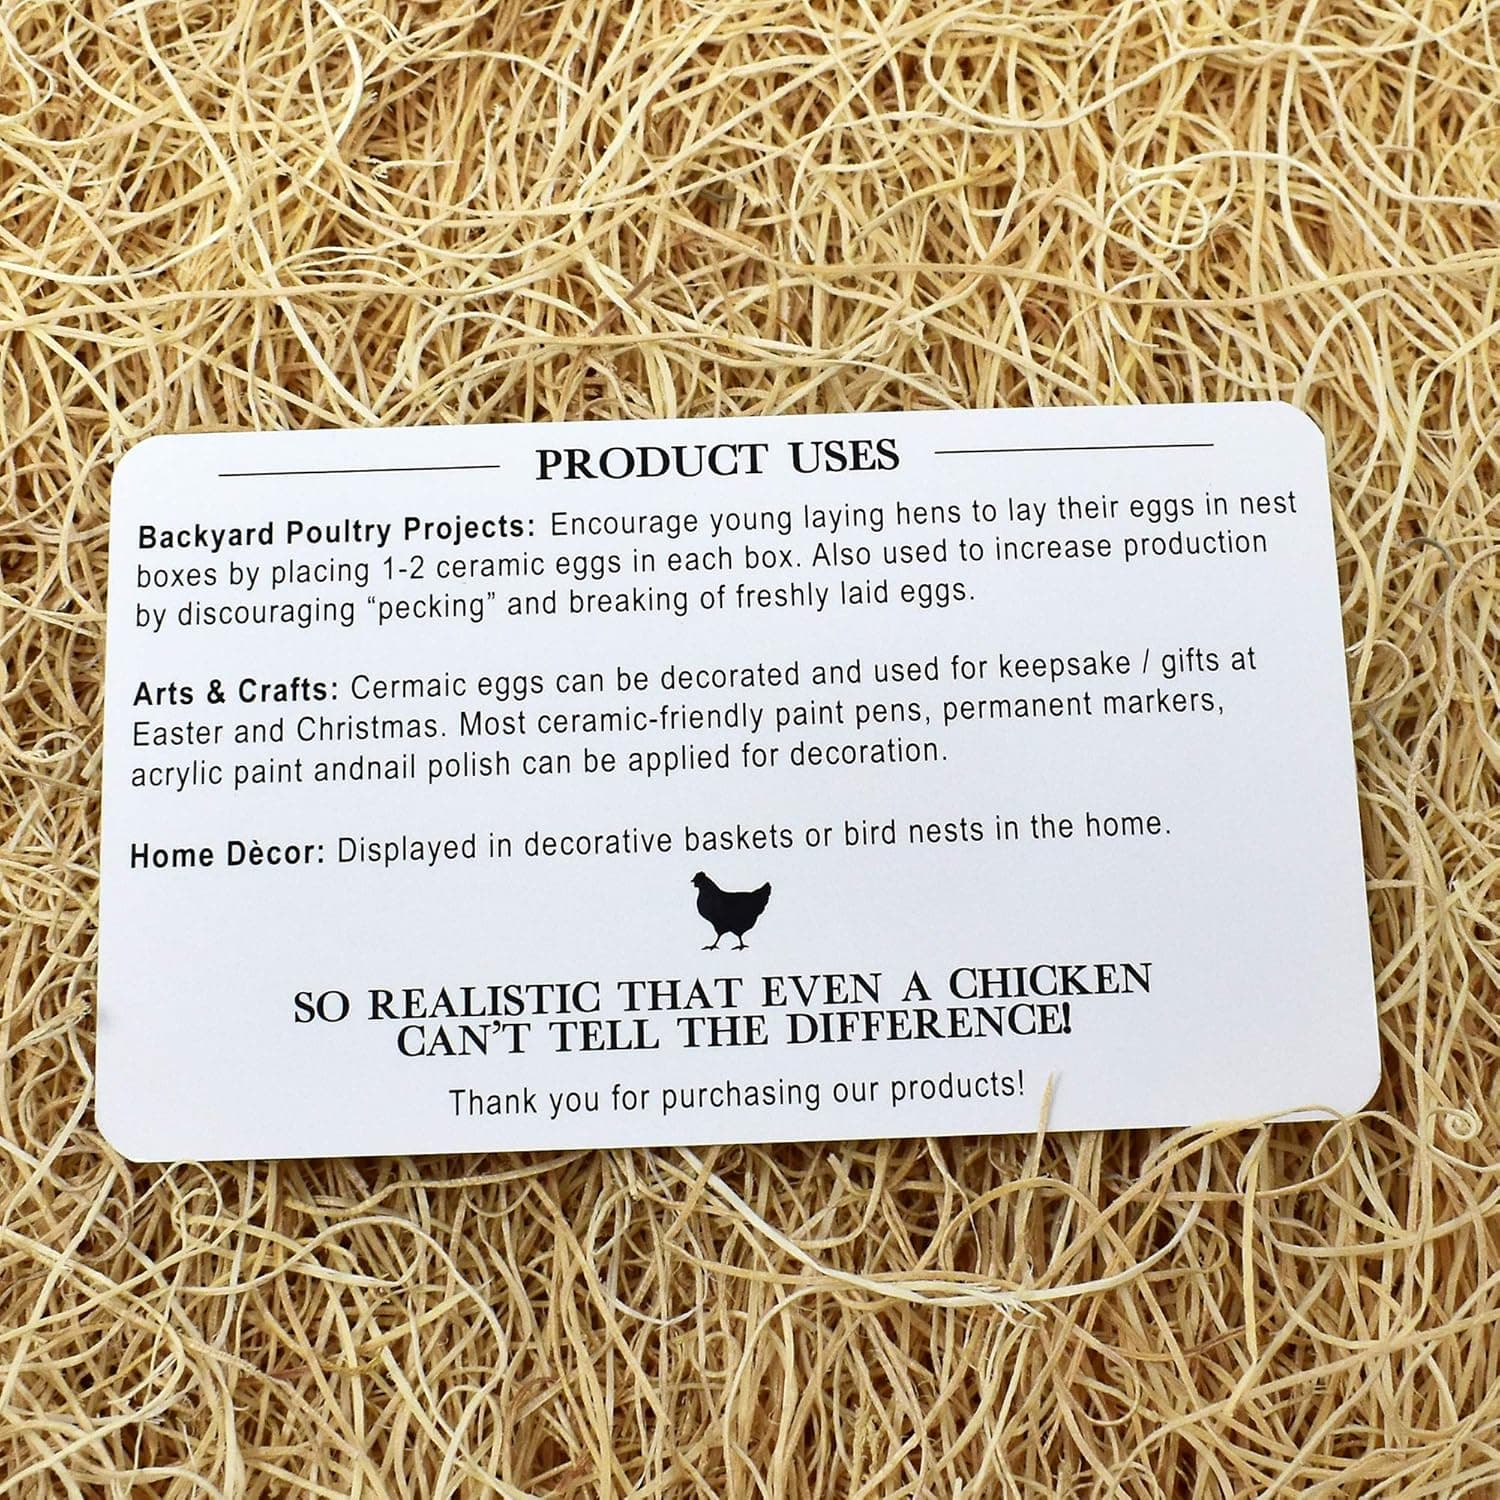 PRODUCT USES
Backyard Poultry Projects: Encourage young laying hens to lay their eggs in nest
boxes by placing 1-2 ceramic eggs in each box. Also used to increase production
by discouraging “pecking” and breaking of freshly laid eggs.
Arts & Crafts: Cermaic eggs can be decorated and used for keepsake / gifts at
Easter and Christmas. Most ceramic-friendly paint pens, permanent markers,
acrylic paint andnail polish can be applied for decoration.
Home Dècor: Displayed in decorative baskets or bird nests in the home.
SO REALISTIC THAT EVEN A CHICKEN
CAN'T TELL THE DIFFERENCE!
Thank you for purchasing our products!